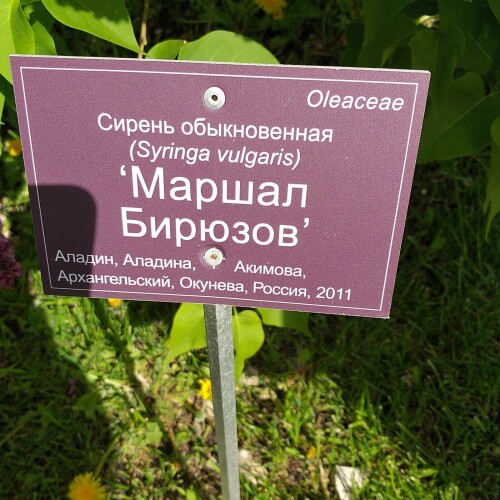 Oleaceae
Сирень обыкновенная
(Syringa vulgaris)
‘Маршал
Бирюзов’
Аладин, Аладина, Акимова,
Архангельский, Окунева, Россия, 2011